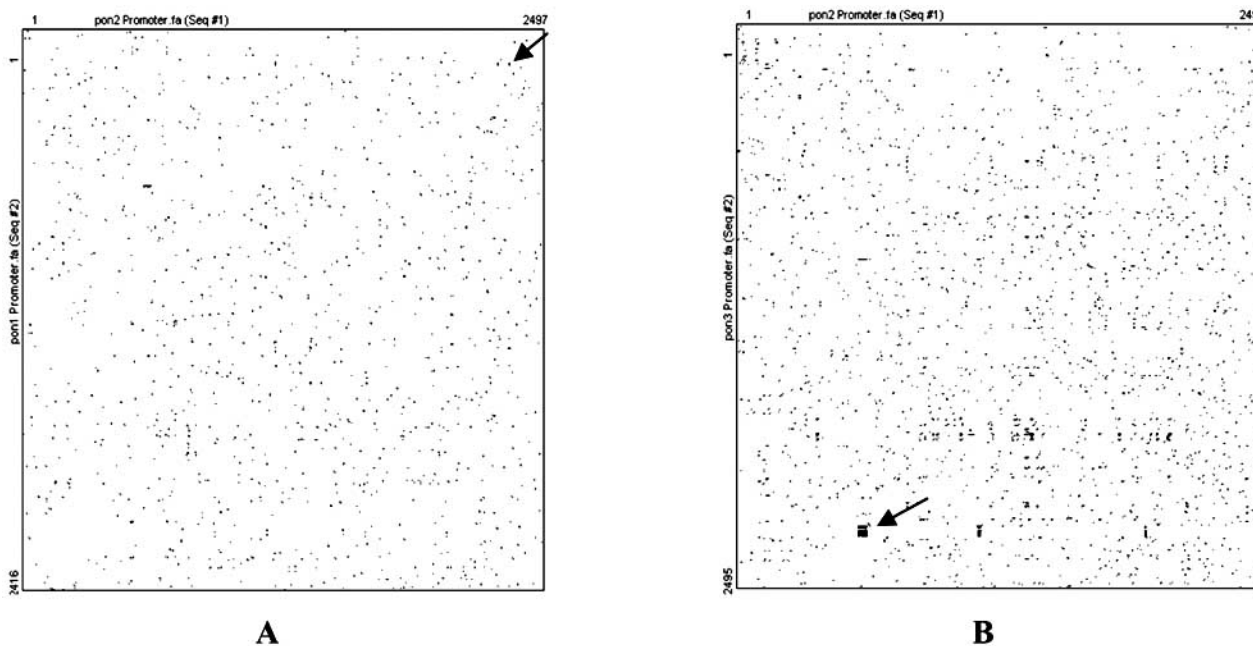 1 pon2 Promoter.fa (Seq #1) 2497
1
pon1 Promoter.fa (Seq #2)
2416
A
1 pon2 Promoter.fa (Seq #1)
1
pon3 Promoter.fa (Seq #2)
2495
B